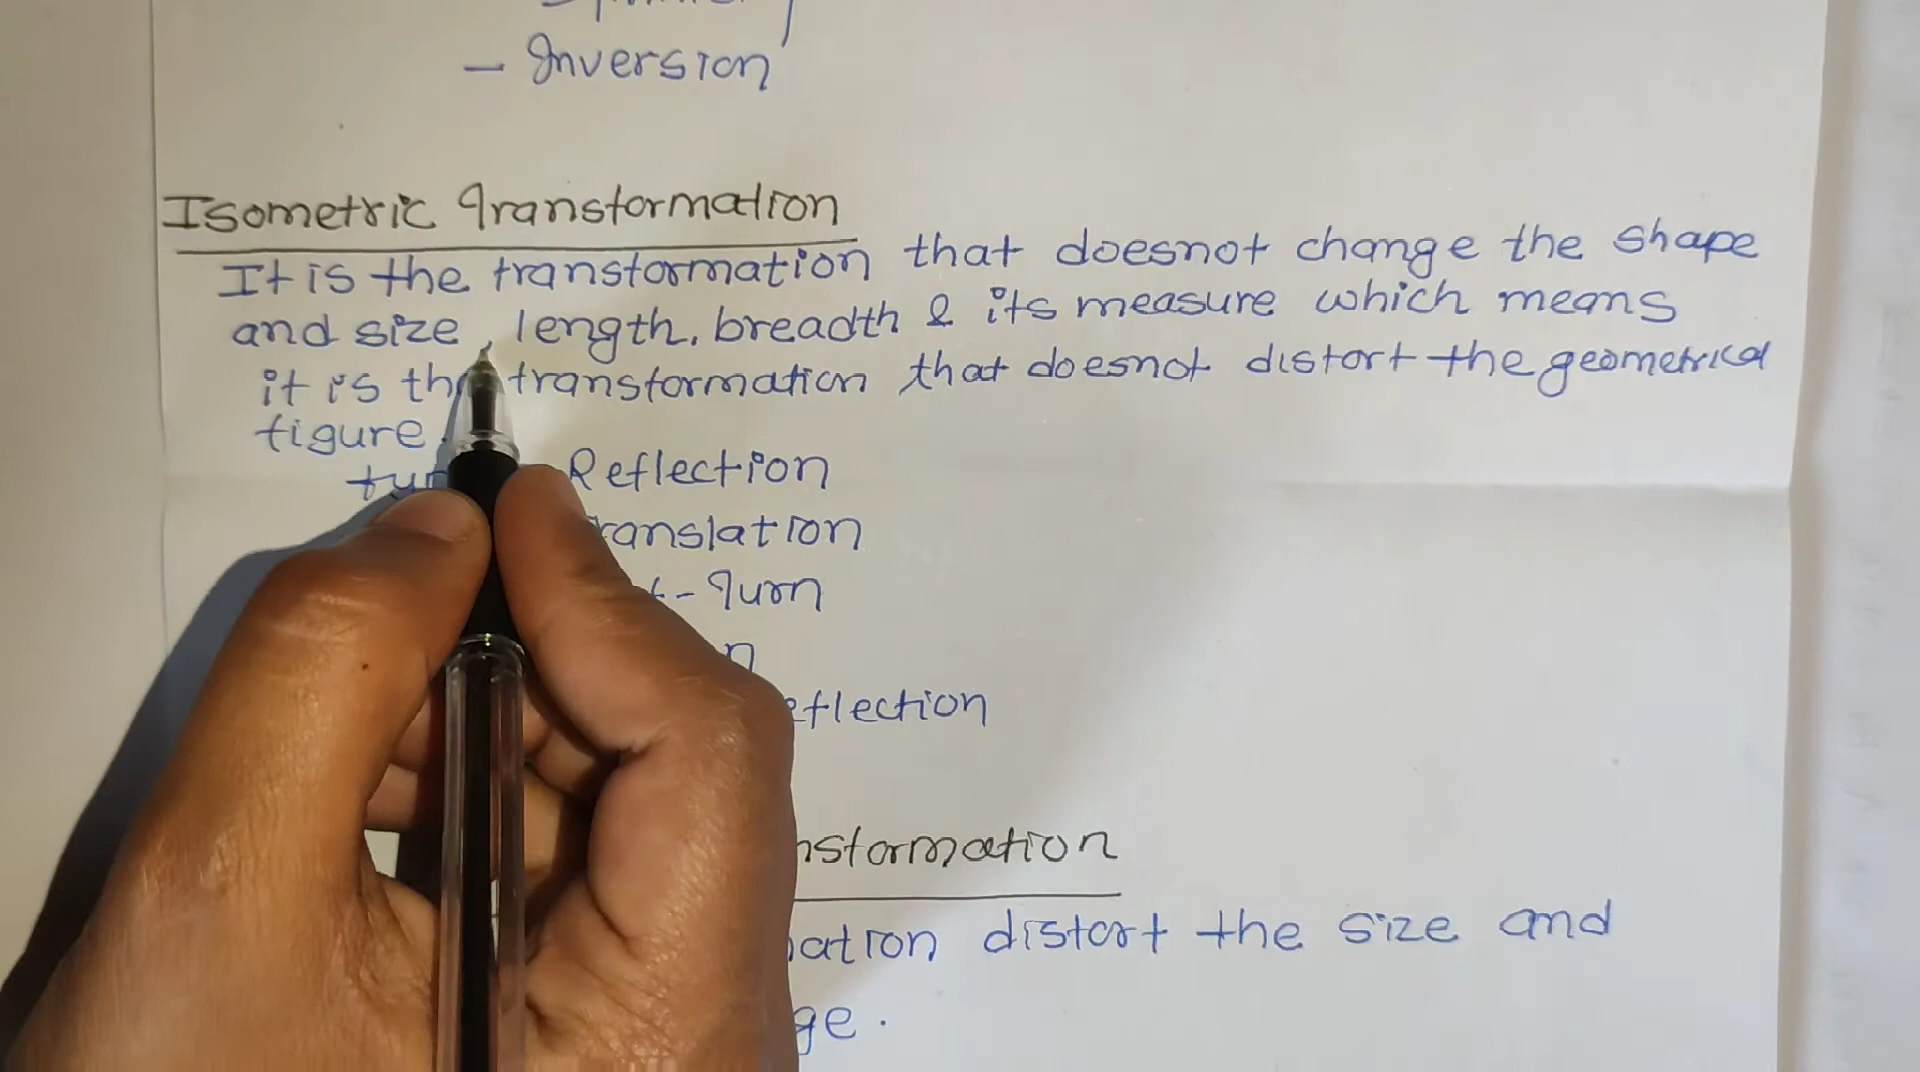 - Inversion
Isometric Transformation
It is the transformation that doesnot change the shape
and size, length, breadth & its measure which means
it is the transformation that doesnot distort the geometrical
figure.
Reflection
ranslation
- Turn
n
eflection
nsformation
ation distort the size and
ge.